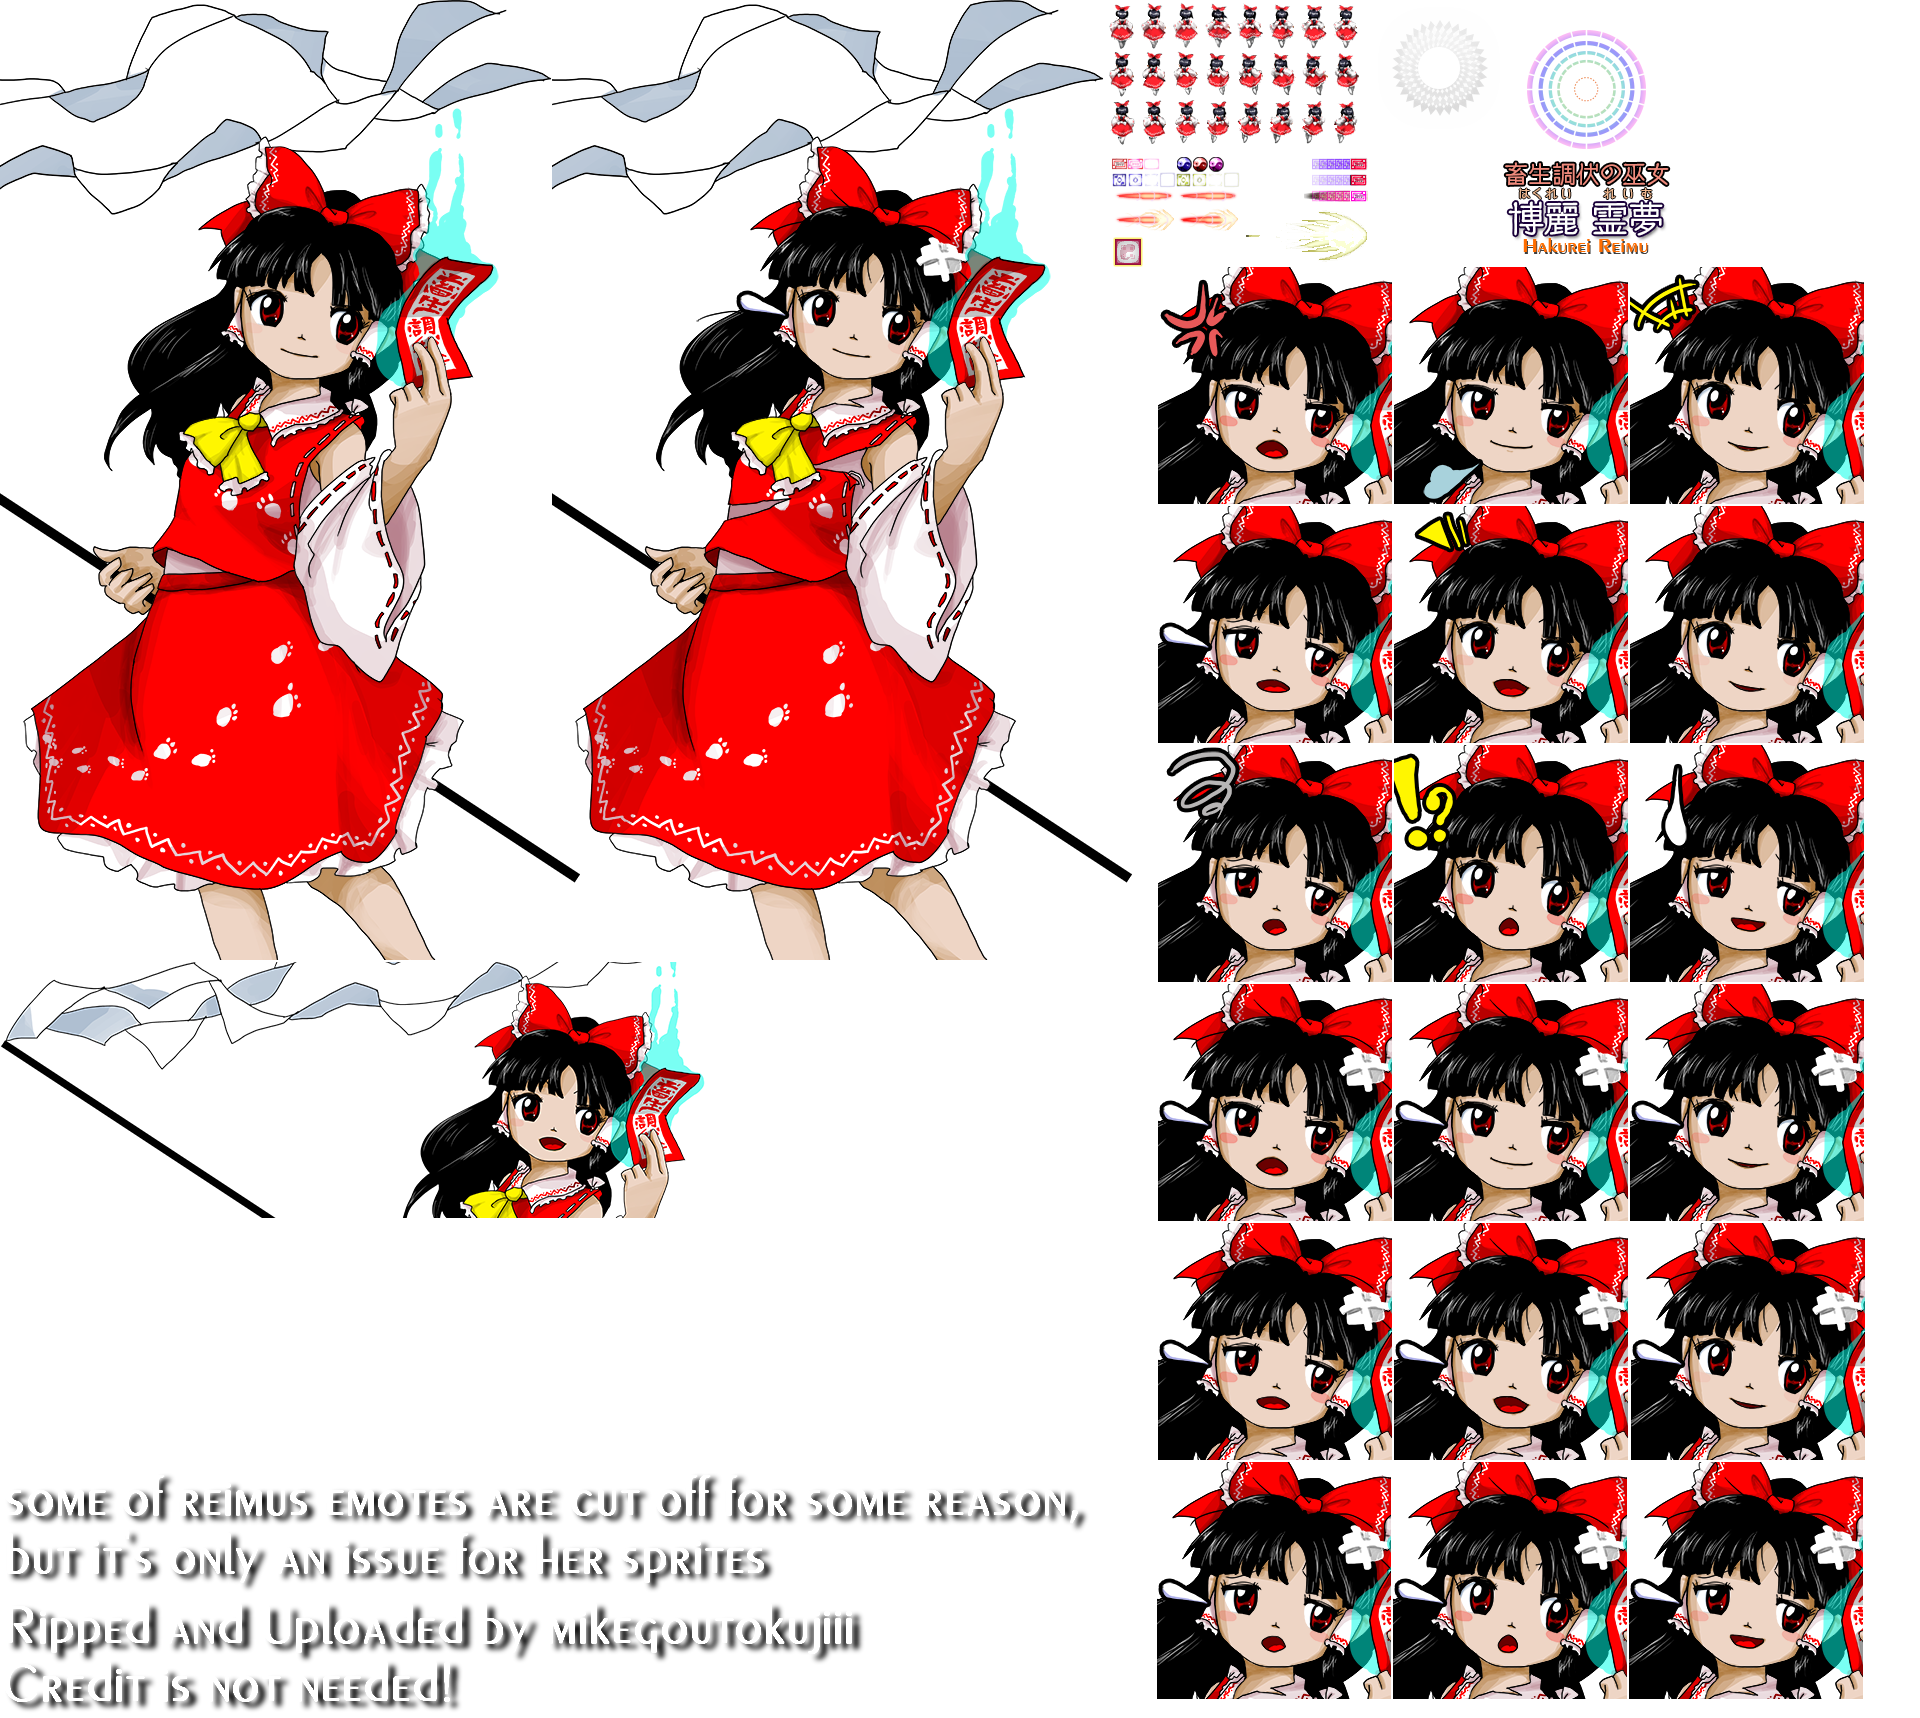 畜生調伏の巫女
はくれい れいむ
博麗 霊夢
Hakurei Reimu
some of reimus emotes are cut off for some reason,
but it's only an issue for her sprites
Ripped and Uploaded by mikegoutokujiii
Credit is not needed!!